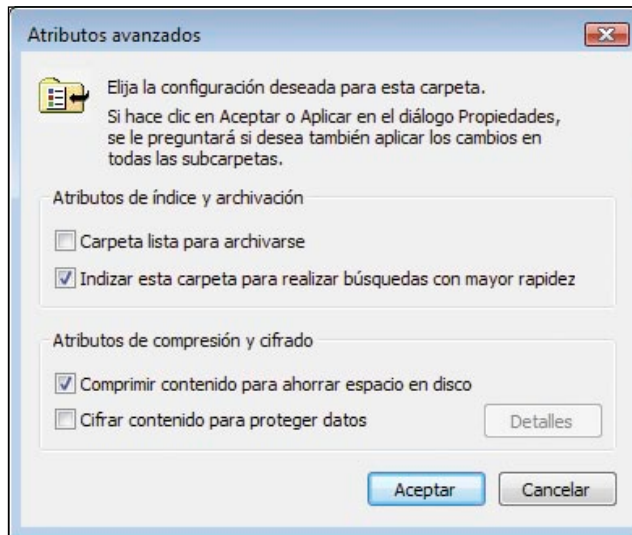 Atributos avanzados
Elija la configuración deseada para esta carpeta.
Si hace clic en Aceptar o Aplicar en el diálogo Propiedades,
se le preguntará si desea también aplicar los cambios en
todas las subcarpetas.
Atributos de índice y archivación
Carpeta lista para archivarse
Indizar esta carpeta para realizar búsquedas con mayor rapidez
Atributos de compresión y cifrado
Comprimir contenido para ahorrar espacio en disco
Cifrar contenido para proteger datos
Detalles
Aceptar
Cancelar